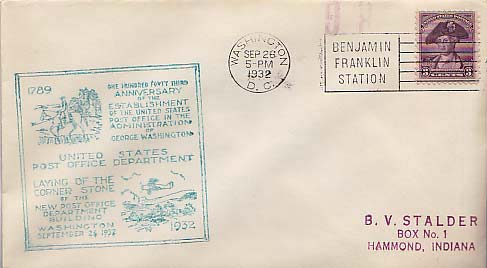 1789
ONE HUNDRED FORTY THIRD
ANNIVERSARY
OF THE
ESTABLISHMENT
OF THE UNITED STATES
POST OFFICE IN THE
ADMINISTRATION
OF
GEORGE WASHINGTON
UNITED STATES
POST OFFICE DEPARTMENT
LAYING OF THE
CORNER STONE
OF THE
NEW POST OFFICE
DEPARTMENT
BUILDING
WASHINGTON
SEPTEMBER 26 1932
1932
WASHINGTON
SEP 26
5-PM
1932
D. C.
BENJAMIN
FRANKLIN
STATION
3 3
B. V. STALDER
BOX No. 1
HAMMOND, INDIANA